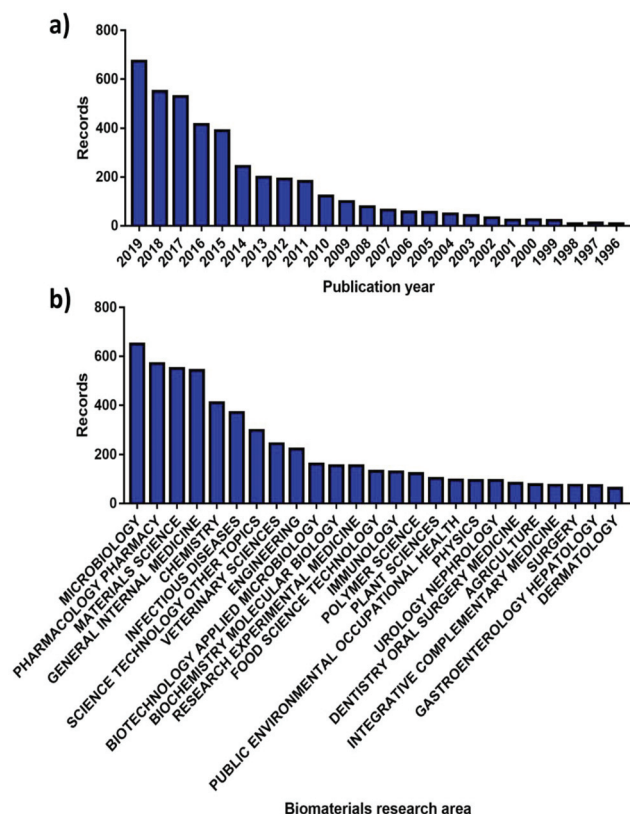 a)
800
600
400
200
0
Records
2019
2018
2017
2016
2015
2014
2013
2012
2011
2010
2009
2008
2007
2006
2005
2004
2003
2002
2001
2000
1999
1998
1997
1996
Publication year
b)
800
600
400
200
0
Records
MICROBIOLOGY
PHARMACOLOGY PHARMACY
MATERIALS SCIENCE
GENERAL INTERNAL MEDICINE
CHEMISTRY
INFECTIOUS DISEASES
SCIENCE TECHNOLOGY OTHER TOPICS
VETERINARY SCIENCES
ENGINEERING
BIOTECHNOLOGY APPLIED MICROBIOLOGY
BIOCHEMISTRY MOLECULAR BIOLOGY
RESEARCH EXPERIMENTAL MEDICINE
FOOD SCIENCE TECHNOLOGY
IMMUNOLOGY
POLYMER SCIENCE
PLANT SCIENCES
PUBLIC ENVIRONMENTAL OCCUPATIONAL HEALTH
PHYSICS
UROLOGY NEPHROLOGY
DENTISTRY ORAL SURGERY MEDICINE
AGRICULTURE
INTEGRATIVE COMPLEMENTARY MEDICINE
SURGERY
GASTROENTEROLOGY HEPATOLOGY
DERMATOLOGY
Biomaterials research area